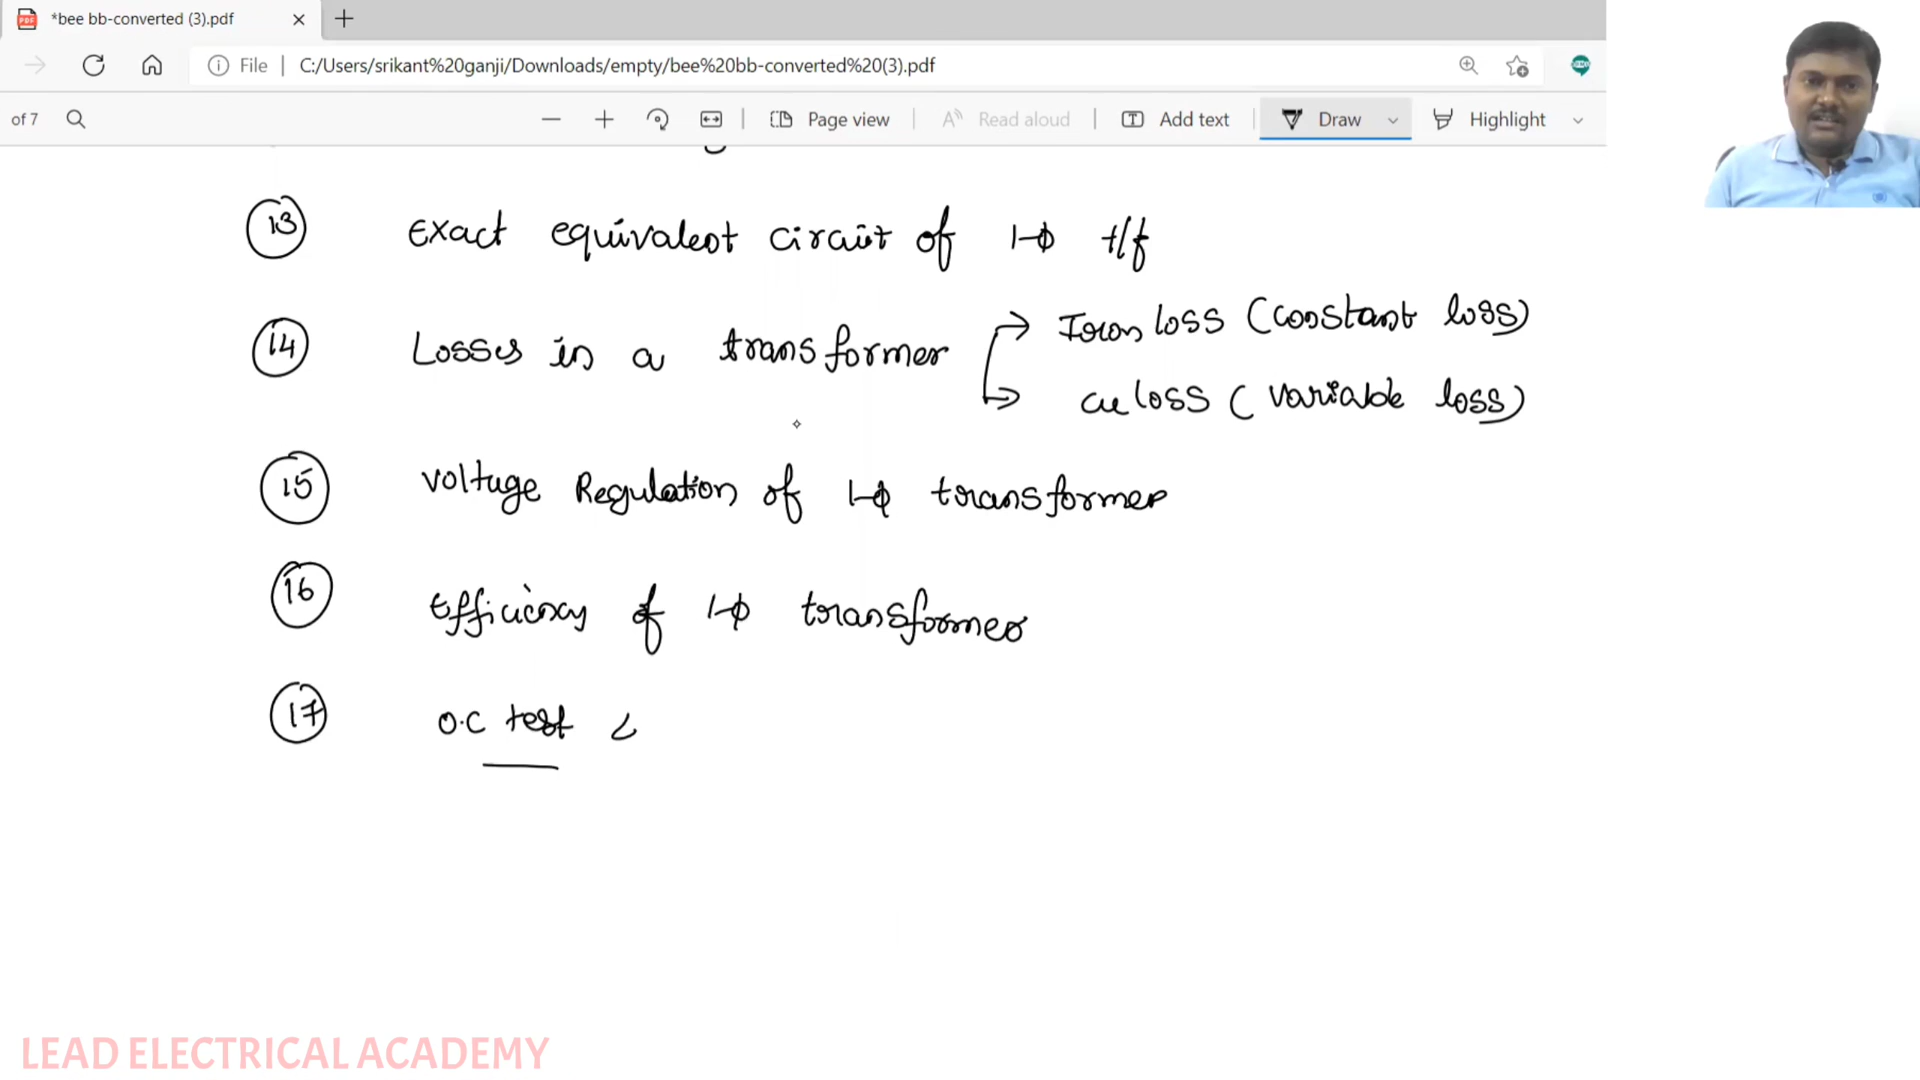 *bee bb-converted (3).pdf
File | C:/Users/srikant%20ganji/Downloads/empty/bee%20bb-converted%20(3).pdf
of 7 Page view Read aloud Add text Draw Highlight
13 Exact equivalent circuit of 1-ϕ t/f
14 Losses in a transformer → Iron loss (constant loss)
→ cu loss (variable loss)
15 voltage Regulation of 1-ϕ transformer
16 Efficiency of 1-ϕ transformer
17 O.C test
LEAD ELECTRICAL ACADEMY